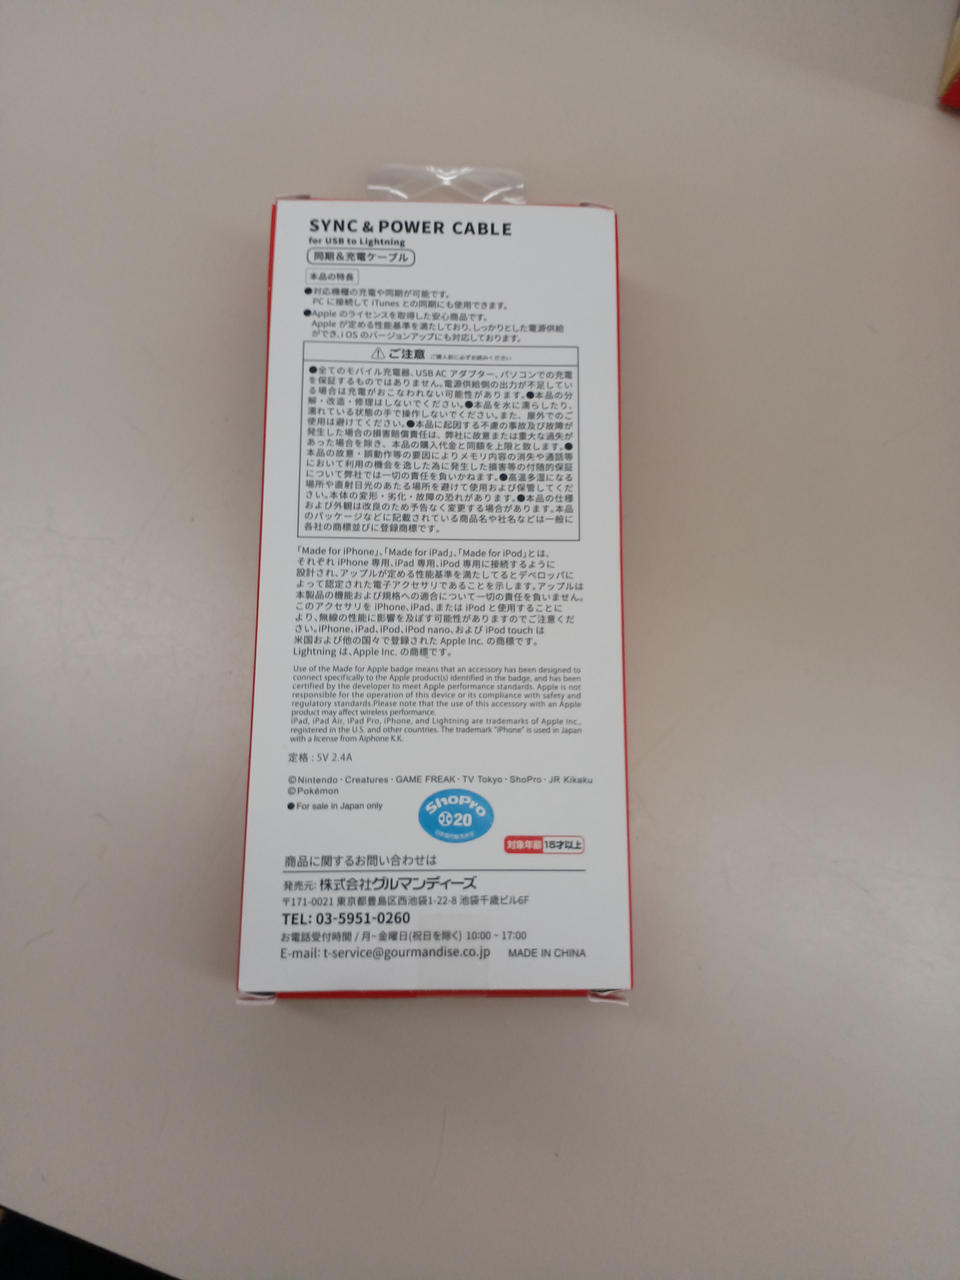 SYNC & POWER CABLE
for USB to Lightning
同期&充電ケーブル
本品の特長
●対応機種の充電や同期が可能です。
PC に接続して iTunes との同期にも使用できます。
●Apple のライセンスを取得した安心商品です。
Apple が定める性能基準を満たしており、しっかりとした電源供給
ができ、iOS のバージョンアップにも対応しております。
⚠ ご注意 ご購入前に必ずお読みください
●全てのモバイル充電器、USB AC アダプター、パソコンでの充電
を保証するものではありません。電源供給側の出力が不足してい
る場合は充電がおこなわれない可能性があります。●本品の分
解・改造・修理はしないでください。●本品を水に濡らしたり、
濡れている状態の手で操作しないでください。また、屋外でのご
使用は避けてください。●本品に起因する不慮の事故及び故障が
発生した場合の損害賠償責任は、弊社に故意または重大な過失が
あった場合を除き、本品の購入代金と同額を上限と致します。●
本品の故意・誤動作等の要因によりメモリ内容の消失や通話等
において利用の機会を逸した為に発生した損害等の付随的保証
について弊社では一切の責任を負いかねます。●高温多湿になる
場所や直射日光のあたる場所を避けて使用および保管してくだ
さい。本体の変形・劣化・故障の恐れがあります。●本品の仕様
および外観は改良のため予告なく変更する場合があります。本品
のパッケージなどに記載されている商品名や社名などは一般に
各社の商標並びに登録商標です。
「Made for iPhone」、「Made for iPad」、「Made for iPod」とは、
それぞれ iPhone 専用、iPad 専用、iPod 専用に接続するように
設計され、アップルが定める性能基準を満たしてるとデベロッパに
よって認定された電子アクセサリであることを示します。アップルは
本製品の機能および規格への適合について一切の責任を負いません。
このアクセサリを iPhone、iPad、または iPod と使用することに
より、無線の性能に影響を及ぼす可能性がありますのでご注意くだ
さい。iPhone、iPad、iPod、iPod nano、および iPod touch は
米国および他の国々で登録された Apple Inc. の商標です。
Lightning は、Apple Inc. の商標です。
Use of the Made for Apple badge means that an accessory has been designed to
connect specifically to the Apple product(s) identified in the badge, and has been
certified by the developer to meet Apple performance standards. Apple is not
responsible for the operation of this device or its compliance with safety and
regulatory standards.Please note that the use of this accessory with an Apple
product may affect wireless performance.
iPad, iPad Air, iPad Pro, iPhone, and Lightning are trademarks of Apple Inc.,
registered in the U.S. and other countries. The trademark "iPhone" is used in Japan
with a license from Aiphone K.K.
定格 : 5V 2.4A
©Nintendo・Creatures・GAME FREAK・TV Tokyo・ShoPro・JR Kikaku
©Pokémon
●For sale in Japan only
ShoPro
20
対象年齢 15才以上
商品に関するお問い合わせは
発売元: 株式会社グルマンディーズ
〒171-0021 東京都豊島区西池袋1-22-8 池袋千歳ビル6F
TEL: 03-5951-0260
お電話受付時間 / 月~金曜日(祝日を除く) 10:00 ~ 17:00
E-mail: t-service@gourmandise.co.jp MADE IN CHINA